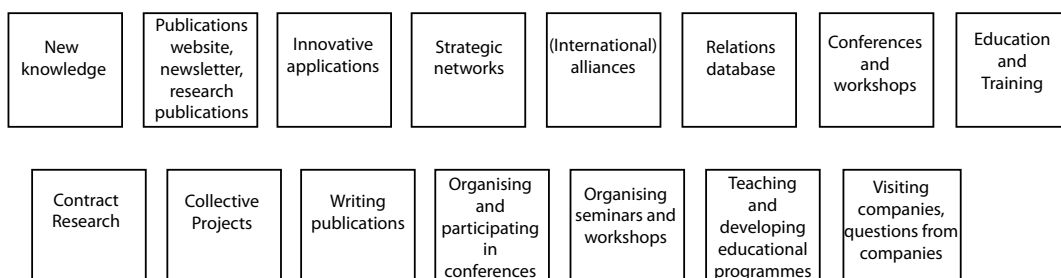 New
knowledge
Publications
website,
newsletter,
research
publications
Innovative
applications
Strategic
networks
(International)
alliances
Relations
database
Conferences
and
workshops
Education
and
Training
Contract
Research
Collective
Projects
Writing
publications
Organising
and
participating
in
conferences
Organising
seminars and
workshops
Teaching
and
developing
educational
programmes
Visiting
companies,
questions from
companies